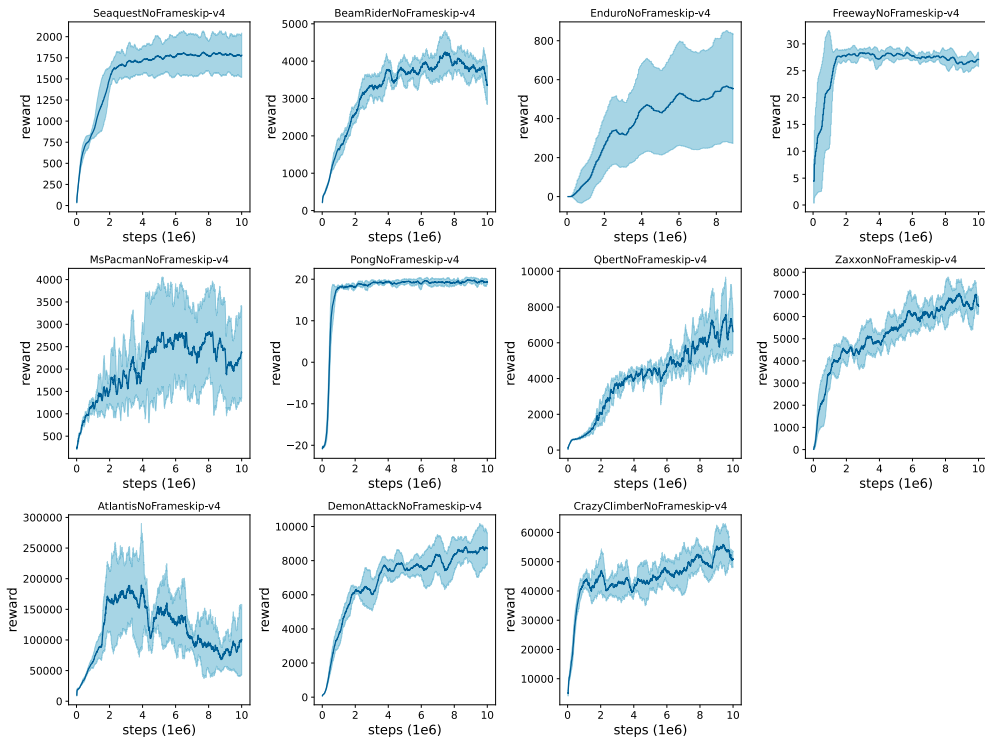 SeaquestNoFrameskip-v4
reward
2000
1750
1500
1250
1000
750
500
250
0
0 2 4 6 8 10
steps (1e6)
BeamRiderNoFrameskip-v4
reward
5000
4000
3000
2000
1000
0
0 2 4 6 8 10
steps (1e6)
EnduroNoFrameskip-v4
reward
800
600
400
200
0
0 2 4 6 8
steps (1e6)
FreewayNoFrameskip-v4
reward
30
25
20
15
10
5
0
0 2 4 6 8 10
steps (1e6)
MsPacmanNoFrameskip-v4
reward
4000
3500
3000
2500
2000
1500
1000
500
0 2 4 6 8 10
steps (1e6)
PongNoFrameskip-v4
reward
20
10
0
−10
−20
0 2 4 6 8 10
steps (1e6)
QbertNoFrameskip-v4
reward
10000
8000
6000
4000
2000
0
0 2 4 6 8 10
steps (1e6)
ZaxxonNoFrameskip-v4
reward
8000
7000
6000
5000
4000
3000
2000
1000
0
0 2 4 6 8 10
steps (1e6)
AtlantisNoFrameskip-v4
reward
300000
250000
200000
150000
100000
50000
0
0 2 4 6 8 10
steps (1e6)
DemonAttackNoFrameskip-v4
reward
10000
8000
6000
4000
2000
0
0 2 4 6 8 10
steps (1e6)
CrazyClimberNoFrameskip-v4
reward
60000
50000
40000
30000
20000
10000
0 2 4 6 8 10
steps (1e6)